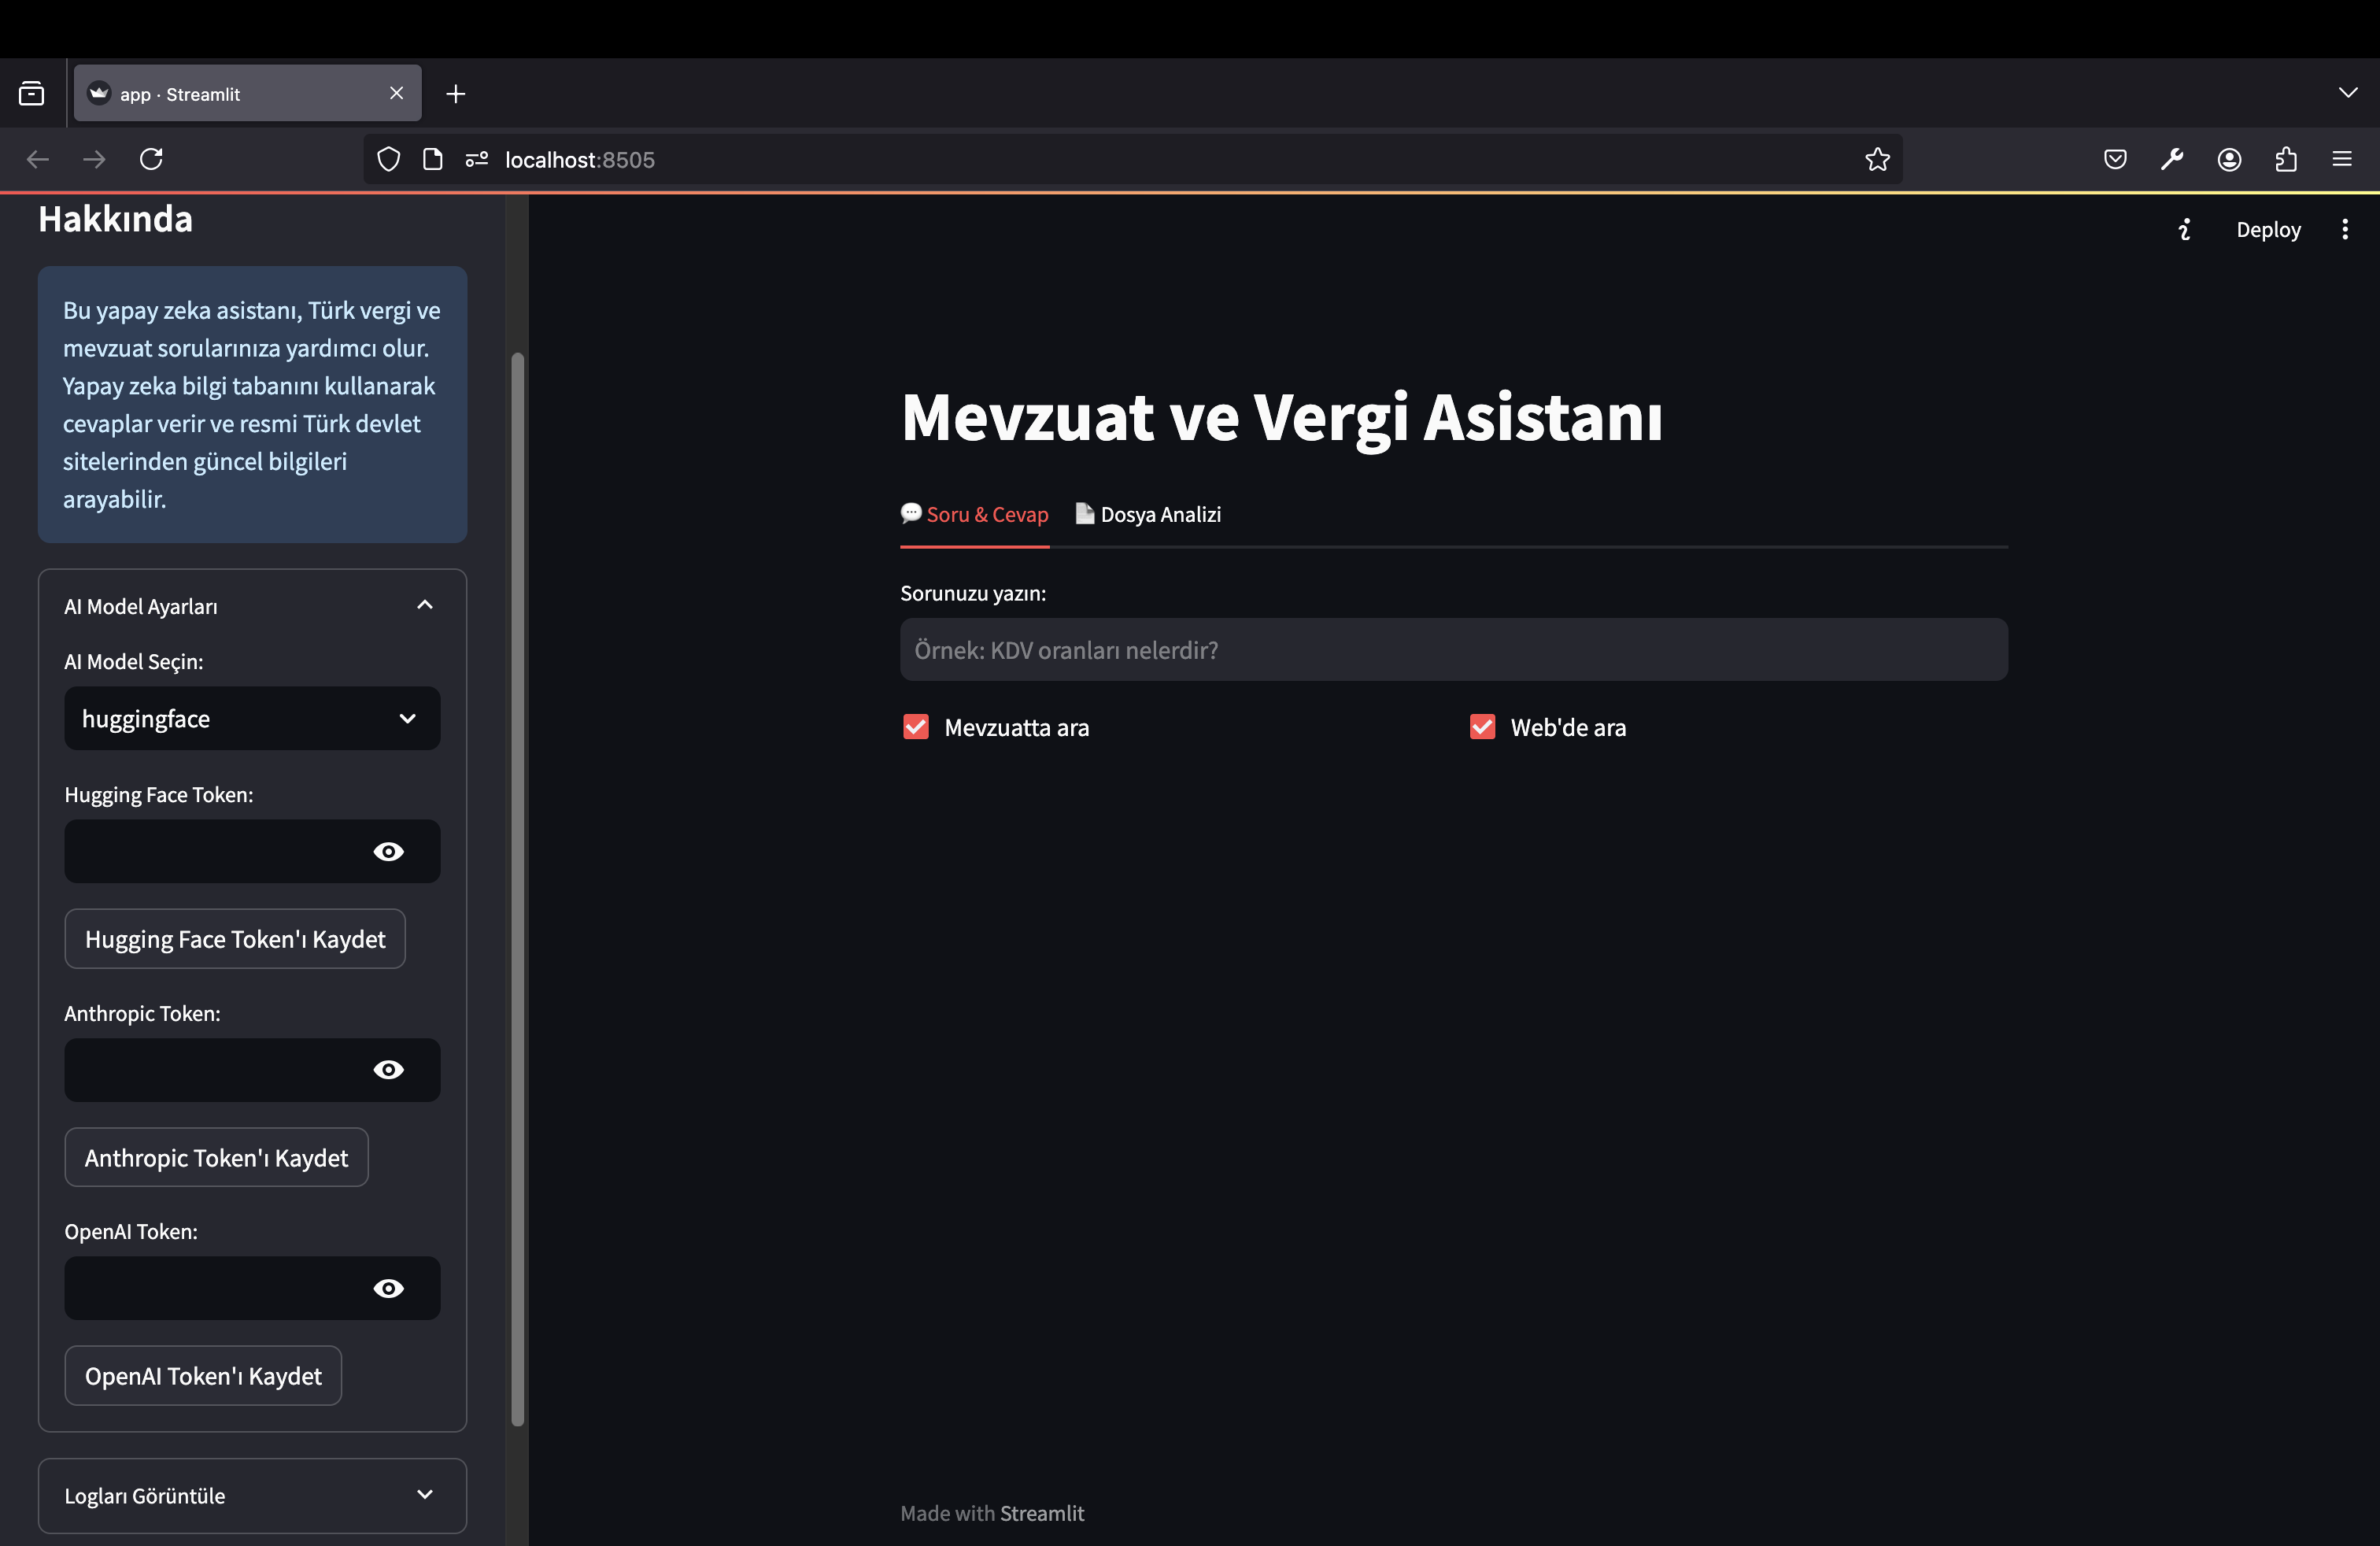 app · Streamlit
localhost:8505
Hakkında
Bu yapay zeka asistanı, Türk vergi ve
mevzuat sorularınıza yardımcı olur.
Yapay zeka bilgi tabanını kullanarak
cevaplar verir ve resmi Türk devlet
sitelerinden güncel bilgileri
arayabilir.
AI Model Ayarları
AI Model Seçin:
huggingface
Hugging Face Token:
Hugging Face Token'ı Kaydet
Anthropic Token:
Anthropic Token'ı Kaydet
OpenAI Token:
OpenAI Token'ı Kaydet
Logları Görüntüle
Deploy
Mevzuat ve Vergi Asistanı
Soru & Cevap
Dosya Analizi
Sorunuzu yazın:
Örnek: KDV oranları nelerdir?
Mevzuatta ara
Web'de ara
Made with Streamlit